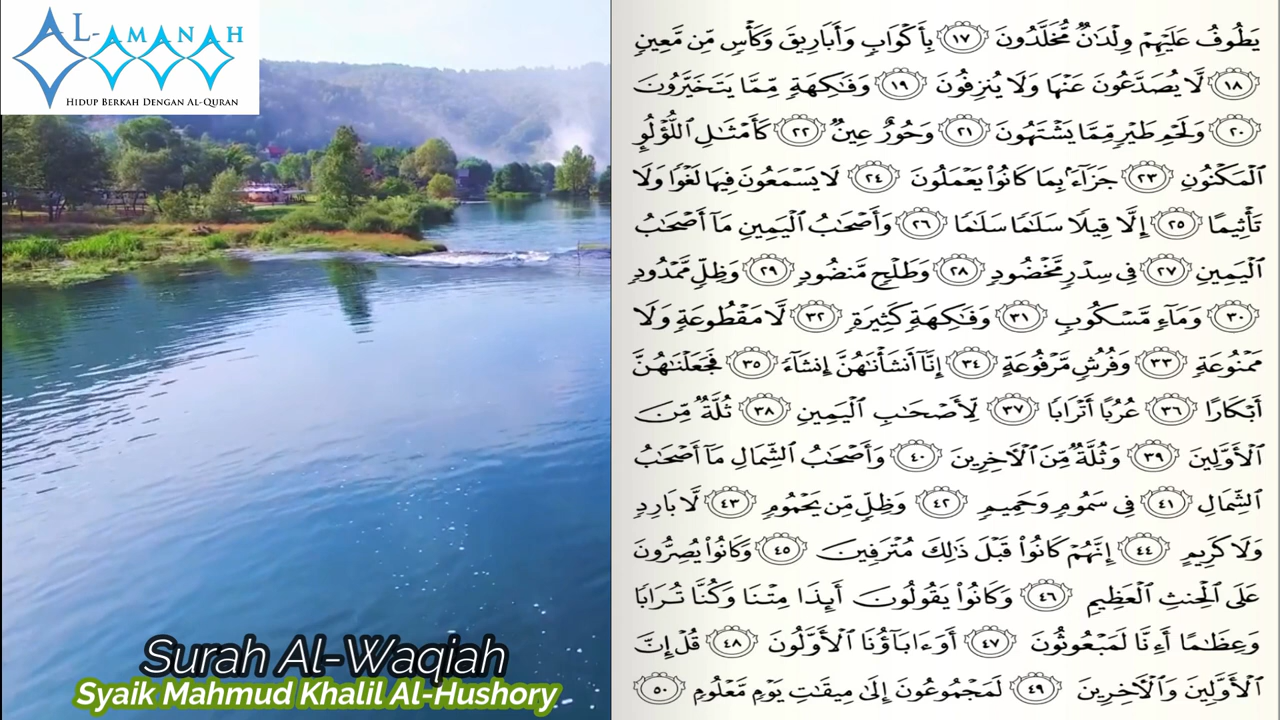 AL-AMANAH
HIDUP BERKAH DENGAN AL-QURAN
يَطُوفُ عَلَيْهِمْ وِلْدَٰنٌ مُّخَلَّدُونَ ١٧ بِأَكْوَابٍ وَأَبَارِيقَ وَكَأْسٍ مِّن مَّعِينٍ
١٨ لَّا يُصَدَّعُونَ عَنْهَا وَلَا يُنزِفُونَ ١٩ وَفَٰكِهَةٍ مِّمَّا يَتَخَيَّرُونَ
٢٠ وَلَحْمِ طَيْرٍ مِّمَّا يَشْتَهُونَ ٢١ وَحُورٌ عِينٌ ٢٢ كَأَمْثَٰلِ ٱللُّؤْلُؤِ
ٱلْمَكْنُونِ ٢٣ جَزَآءًۢ بِمَا كَانُوا۟ يَعْمَلُونَ ٢٤ لَا يَسْمَعُونَ فِيهَا لَغْوًا وَلَا
تَأْثِيمًا ٢٥ إِلَّا قِيلًا سَلَٰمًا سَلَٰمًا ٢٦ وَأَصْحَٰبُ ٱلْيَمِينِ مَآ أَصْحَٰبُ
ٱلْيَمِينِ ٢٧ فِى سِدْرٍ مَّخْضُودٍ ٢٨ وَطَلْحٍ مَّنضُودٍ ٢٩ وَظِلٍّ مَّمْدُودٍ
٣٠ وَمَآءٍ مَّسْكُوبٍ ٣١ وَفَٰكِهَةٍ كَثِيرَةٍ ٣٢ لَّا مَقْطُوعَةٍ وَلَا
مَمْنُوعَةٍ ٣٣ وَفُرُشٍ مَّرْفُوعَةٍ ٣٤ إِنَّآ أَنشَأْنَٰهُنَّ إِنشَآءً ٣٥ فَجَعَلْنَٰهُنَّ
أَبْكَارًا ٣٦ عُرُبًا أَتْرَابًا ٣٧ لِّأَصْحَٰبِ ٱلْيَمِينِ ٣٨ ثُلَّةٌ مِّنَ
ٱلْأَوَّلِينَ ٣٩ وَثُلَّةٌ مِّنَ ٱلْءَاخِرِينَ ٤٠ وَأَصْحَٰبُ ٱلشِّمَالِ مَآ أَصْحَٰبُ
ٱلشِّمَالِ ٤١ فِى سَمُومٍ وَحَمِيمٍ ٤٢ وَظِلٍّ مِّن يَحْمُومٍ ٤٣ لَّا بَارِدٍ
وَلَا كَرِيمٍ ٤٤ إِنَّهُمْ كَانُوا۟ قَبْلَ ذَٰلِكَ مُتْرَفِينَ ٤٥ وَكَانُوا۟ يُصِرُّونَ
عَلَى ٱلْحِنثِ ٱلْعَظِيمِ ٤٦ وَكَانُوا۟ يَقُولُونَ أَئِذَا مِتْنَا وَكُنَّا تُرَابًا
وَعِظَٰمًا أَءِنَّا لَمَبْعُوثُونَ ٤٧ أَوَءَابَآؤُنَا ٱلْأَوَّلُونَ ٤٨ قُلْ إِنَّ
ٱلْأَوَّلِينَ وَٱلْءَاخِرِينَ ٤٩ لَمَجْمُوعُونَ إِلَىٰ مِيقَٰتِ يَوْمٍ مَّعْلُومٍ ٥٠
Surah Al-Waqiah
Syaik Mahmud Khalil Al-Hushory